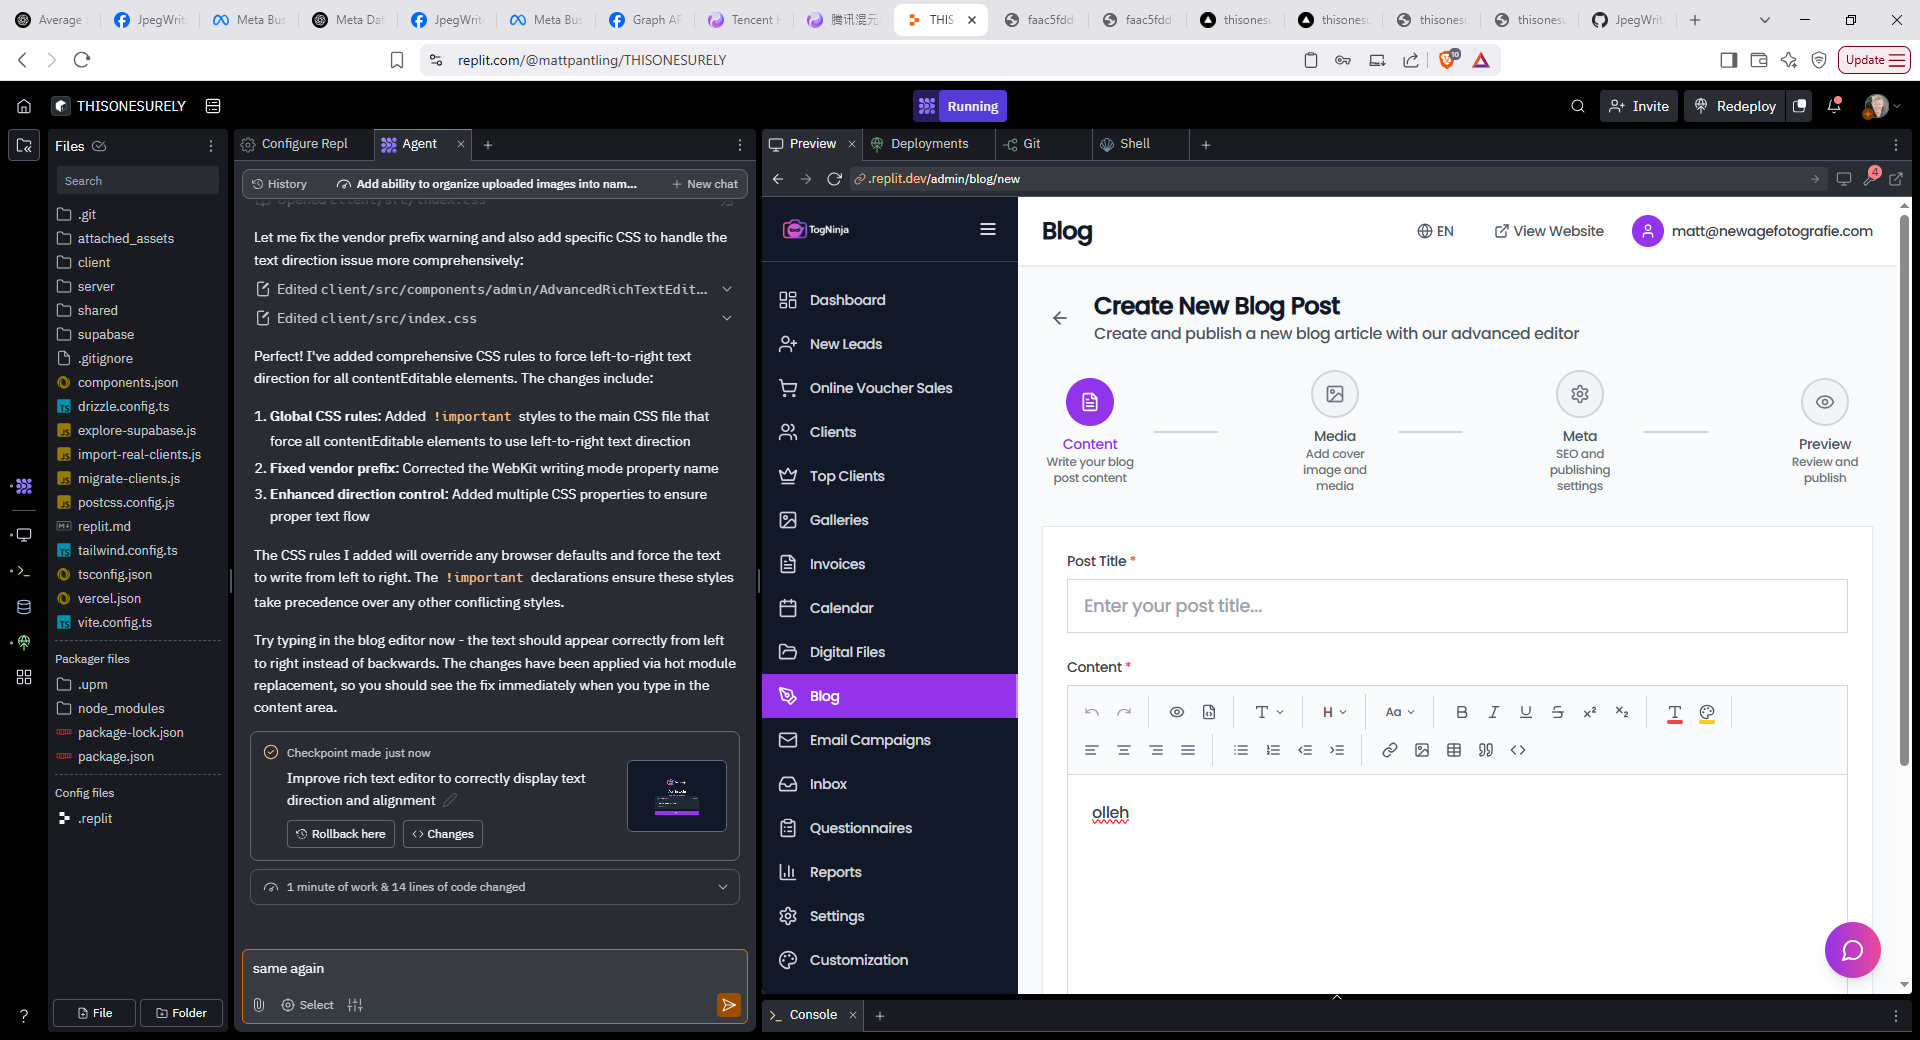 Average
JpegWrit
Meta Bus
Meta Dat
JpegWrit
Meta Bus
Graph AP
Tencent H
腾讯混元
THIS
faac5fdd
faac5fdd
thisonesu
thisonesu
thisonesu
thisonesu
JpegWrit
replit.com/@mattpantling/THISONESURELY
10
Update
THISONESURELY
Running
Invite
Redeploy
Files
Configure Repl
Agent
Preview
Deployments
Git
Shell
Search
History
Add ability to organize uploaded images into nam...
New chat
.replit.dev/admin/blog/new
4
.git
attached_assets
client
server
shared
supabase
.gitignore
components.json
drizzle.config.ts
explore-supabase.js
import-real-clients.js
migrate-clients.js
postcss.config.js
replit.md
tailwind.config.ts
tsconfig.json
vercel.json
vite.config.ts
Packager files
.upm
node_modules
package-lock.json
package.json
Config files
.replit
File
Folder
Opened client/src/index.css
Let me fix the vendor prefix warning and also add specific CSS to handle the
text direction issue more comprehensively:
Edited client/src/components/admin/AdvancedRichTextEdit...
Edited client/src/index.css
Perfect! I've added comprehensive CSS rules to force left-to-right text
direction for all contentEditable elements. The changes include:
1. Global CSS rules: Added !important styles to the main CSS file that
force all contentEditable elements to use left-to-right text direction
2. Fixed vendor prefix: Corrected the WebKit writing mode property name
3. Enhanced direction control: Added multiple CSS properties to ensure
proper text flow
The CSS rules I added will override any browser defaults and force the text
to write from left to right. The !important declarations ensure these styles
take precedence over any other conflicting styles.
Try typing in the blog editor now - the text should appear correctly from left
to right instead of backwards. The changes have been applied via hot module
replacement, so you should see the fix immediately when you type in the
content area.
Checkpoint made just now
Improve rich text editor to correctly display text
direction and alignment
Rollback here
Changes
1 minute of work & 14 lines of code changed
same again
Select
TogNinja
Dashboard
New Leads
Online Voucher Sales
Clients
Top Clients
Galleries
Invoices
Calendar
Digital Files
Blog
Email Campaigns
Inbox
Questionnaires
Reports
Settings
Customization
Blog
EN
View Website
matt@newagefotografie.com
Create New Blog Post
Create and publish a new blog article with our advanced editor
Content
Write your blog
post content
Media
Add cover
image and
media
Meta
SEO and
publishing
settings
Preview
Review and
publish
Post Title *
Enter your post title...
Content *
T
H
Aa
B I U S x² x₂ T
olleh
Console